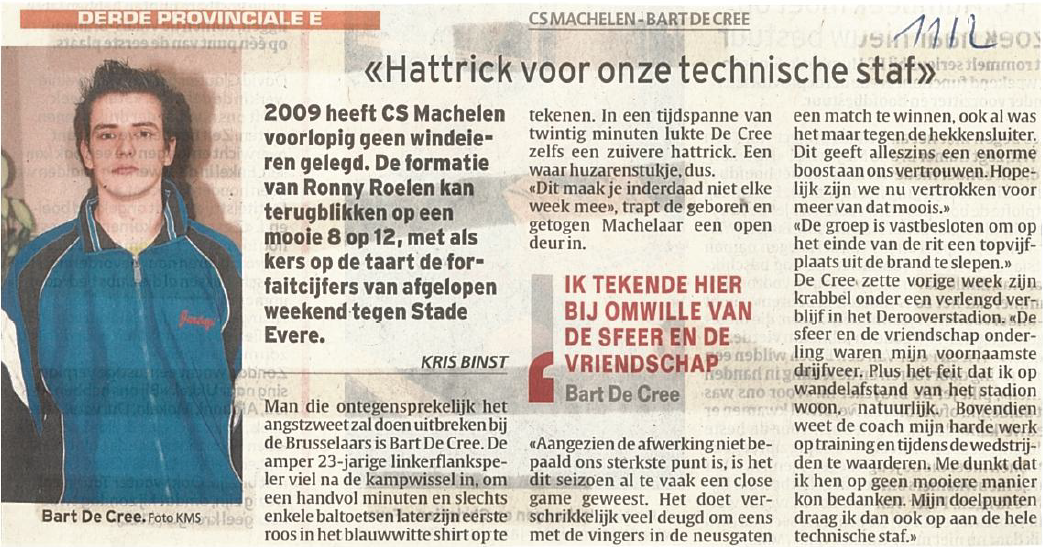 DERDE PROVINCIALE E
CS MACHELEN - BART DE CREE
11/2
«Hattrick voor onze technische staf»
2009 heeft CS Machelen
voorlopig geen windeie-
ren gelegd. De formatie
van Ronny Roelen kan
terugblikken op een
mooie 8 op 12, met als
kers op de taart de for-
faitcijfers van afgelopen
weekend tegen Stade
Evere.
KRIS BINST
Man die ontegensprekelijk het
angstzweet zal doen uitbreken bij
de Brusselaars is Bart De Cree. De
amper 23-jarige linkerflankspe-
ler viel na de kampwissel in, om
een handvol minuten en slechts
enkele baltoetsen later zijn eerste
roos in het blauwwitte shirt op te
tekenen. In een tijdspanne van
twintig minuten lukte De Cree
zelfs een zuivere hattrick. Een
waar huzarenstukje, dus.
«Dit maak je inderdaad niet elke
week mee», trapt de geboren en
getogen Machelaar een open
deur in.
IK TEKENDE HIER
BIJ OMWILLE VAN
DE SFEER EN DE
VRIENDSCHAP
Bart De Cree
«Aangezien de afwerking niet be-
paald ons sterkste punt is, is het
dit seizoen al te vaak een close
game geweest. Het doet ver-
schrikkelijk veel deugd om eens
met de vingers in de neusgaten
een match te winnen, ook al was
het maar tegen de hekkensluiter.
Dit geeft alleszins een enorme
boost aan ons vertrouwen. Hope-
lijk zijn we nu vertrokken voor
meer van dat moois.»
«De groep is vastbesloten om op
het einde van de rit een topvijf-
plaats uit de brand te slepen.»
De Cree zette vorige week zijn
krabbel onder een verlengd ver-
blijf in het Derooverstadion. «De
sfeer en de vriendschap onder-
ling waren mijn voornaamste
drijfveer. Plus het feit dat ik op
wandelafstand van het stadion
woon, natuurlijk. Bovendien
weet de coach mijn harde werk
op training en tijdens de wedstrij-
den te waarderen. Me dunkt dat
ik hen op geen mooiere manier
kon bedanken. Mijn doelpunten
draag ik dan ook op aan de hele
technische staf.»
Bart De Cree. Foto KMS